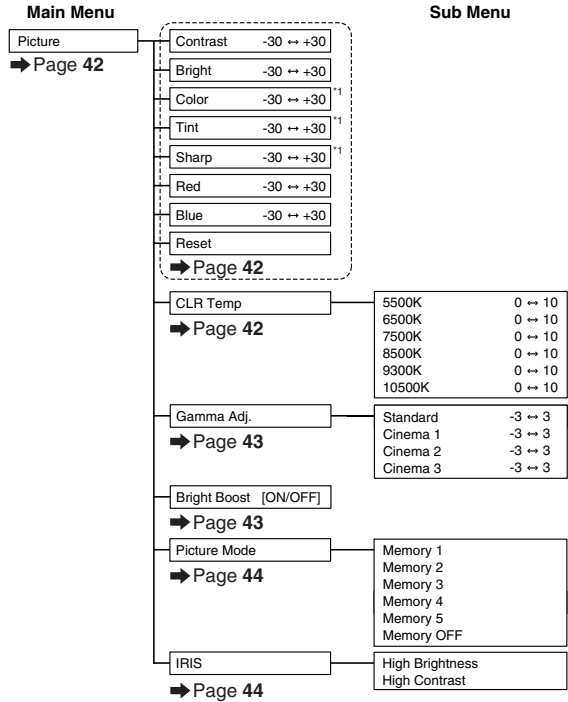 Main Menu Sub Menu
Picture
➡ Page 42
Contrast -30 ↔ +30
Bright -30 ↔ +30
Color -30 ↔ +30 *1
Tint -30 ↔ +30 *1
Sharp -30 ↔ +30 *1
Red -30 ↔ +30
Blue -30 ↔ +30
Reset
➡ Page 42
CLR Temp
➡ Page 42
5500K 0 ↔ 10
6500K 0 ↔ 10
7500K 0 ↔ 10
8500K 0 ↔ 10
9300K 0 ↔ 10
10500K 0 ↔ 10
Gamma Adj.
➡ Page 43
Standard -3 ↔ 3
Cinema 1 -3 ↔ 3
Cinema 2 -3 ↔ 3
Cinema 3 -3 ↔ 3
Bright Boost [ON/OFF]
➡ Page 43
Picture Mode
➡ Page 44
Memory 1
Memory 2
Memory 3
Memory 4
Memory 5
Memory OFF
IRIS
➡ Page 44
High Brightness
High Contrast